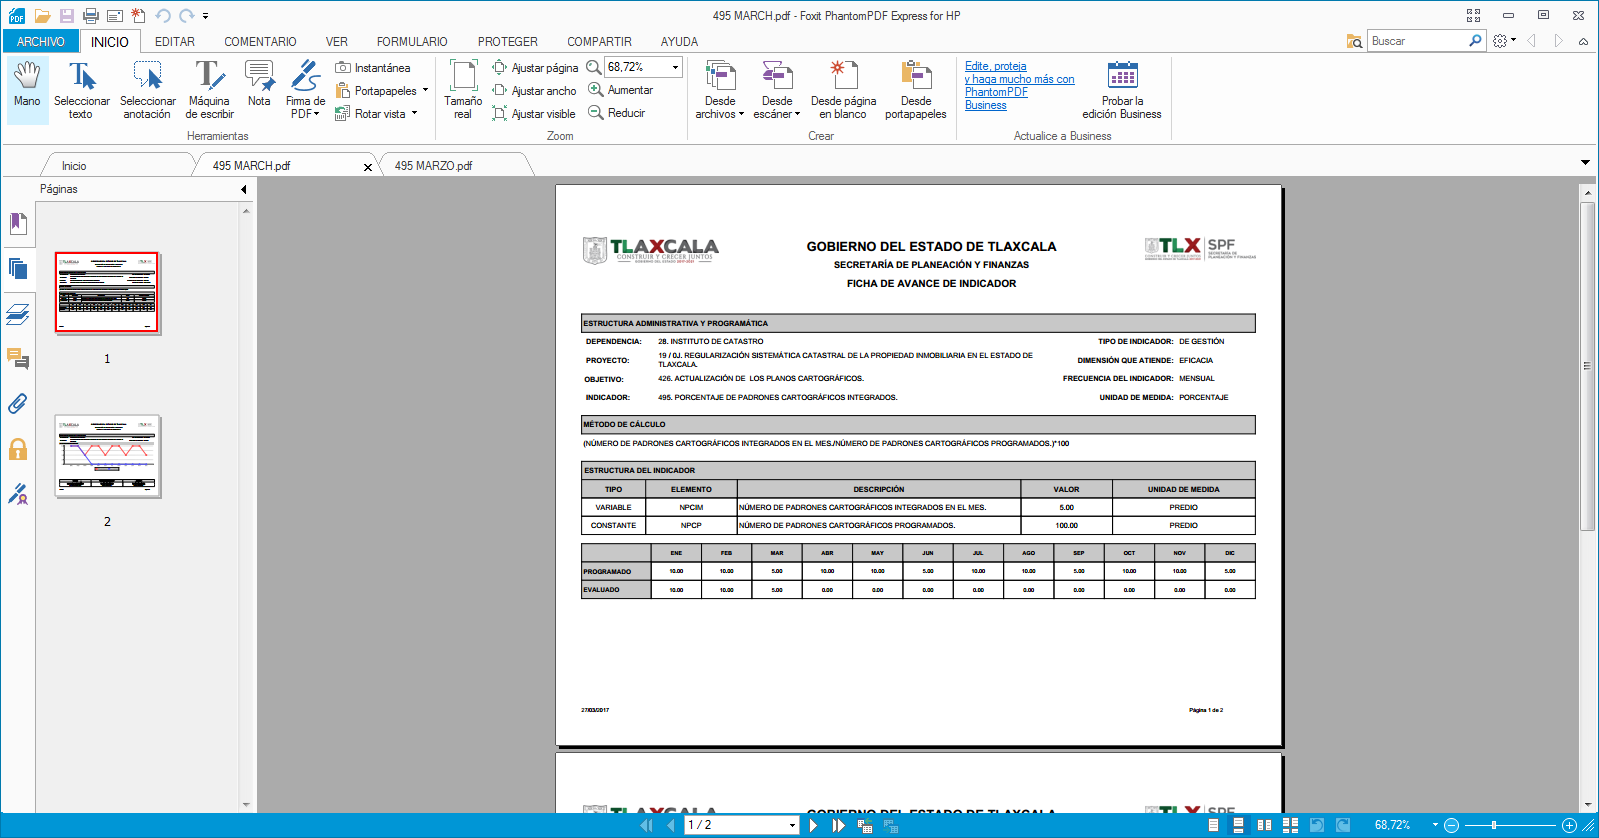 495 MARCH.pdf - Foxit PhantomPDF Express for HP
ARCHIVO INICIO EDITAR COMENTARIO VER FORMULARIO PROTEGER COMPARTIR AYUDA Buscar
Mano
Seleccionar texto
Seleccionar anotación
Máquina de escribir
Nota
Firma de PDF
Instantánea
Portapapeles
Rotar vista
Herramientas
Tamaño real
Ajustar página
Ajustar ancho
Ajustar visible
68,72%
Aumentar
Reducir
Zoom
Desde archivos
Desde escáner
Desde página en blanco
Desde portapapeles
Crear
Edite, proteja
y haga mucho más con
PhantomPDF
Business
Probar la edición Business
Actualice a Business
Inicio 495 MARCH.pdf 495 MARZO.pdf
Páginas
1
2
TLAXCALA
CONSTRUIR Y CRECER JUNTOS
GOBIERNO DEL ESTADO 2017-2021
GOBIERNO DEL ESTADO DE TLAXCALA
SECRETARÍA DE PLANEACIÓN Y FINANZAS
FICHA DE AVANCE DE INDICADOR
TLX SPF
SECRETARÍA DE
PLANEACIÓN Y FINANZAS
ESTRUCTURA ADMINISTRATIVA Y PROGRAMÁTICA
DEPENDENCIA: 28. INSTITUTO DE CATASTRO TIPO DE INDICADOR: DE GESTIÓN
PROYECTO: 19 / 0J. REGULARIZACIÓN SISTEMÁTICA CATASTRAL DE LA PROPIEDAD INMOBILIARIA EN EL ESTADO DE
TLAXCALA. DIMENSIÓN QUE ATIENDE: EFICACIA
OBJETIVO: 426. ACTUALIZACIÓN DE LOS PLANOS CARTOGRÁFICOS. FRECUENCIA DEL INDICADOR: MENSUAL
INDICADOR: 495. PORCENTAJE DE PADRONES CARTOGRÁFICOS INTEGRADOS. UNIDAD DE MEDIDA: PORCENTAJE
MÉTODO DE CÁLCULO
(NÚMERO DE PADRONES CARTOGRÁFICOS INTEGRADOS EN EL MES./NÚMERO DE PADRONES CARTOGRÁFICOS PROGRAMADOS.)*100
ESTRUCTURA DEL INDICADOR
TIPO ELEMENTO DESCRIPCIÓN VALOR UNIDAD DE MEDIDA
VARIABLE NPCIM NÚMERO DE PADRONES CARTOGRÁFICOS INTEGRADOS EN EL MES. 5.00 PREDIO
CONSTANTE NPCP NÚMERO DE PADRONES CARTOGRÁFICOS PROGRAMADOS. 100.00 PREDIO
ENE FEB MAR ABR MAY JUN JUL AGO SEP OCT NOV DIC
PROGRAMADO 10.00 10.00 5.00 10.00 10.00 5.00 10.00 10.00 5.00 10.00 10.00 5.00
EVALUADO 10.00 10.00 5.00 0.00 0.00 0.00 0.00 0.00 0.00 0.00 0.00 0.00
27/03/2017 Página 1 de 2
TLAXCALA GOBIERNO DEL ESTADO DE TLAXCALA TLX SPF
1 / 2 68,72%